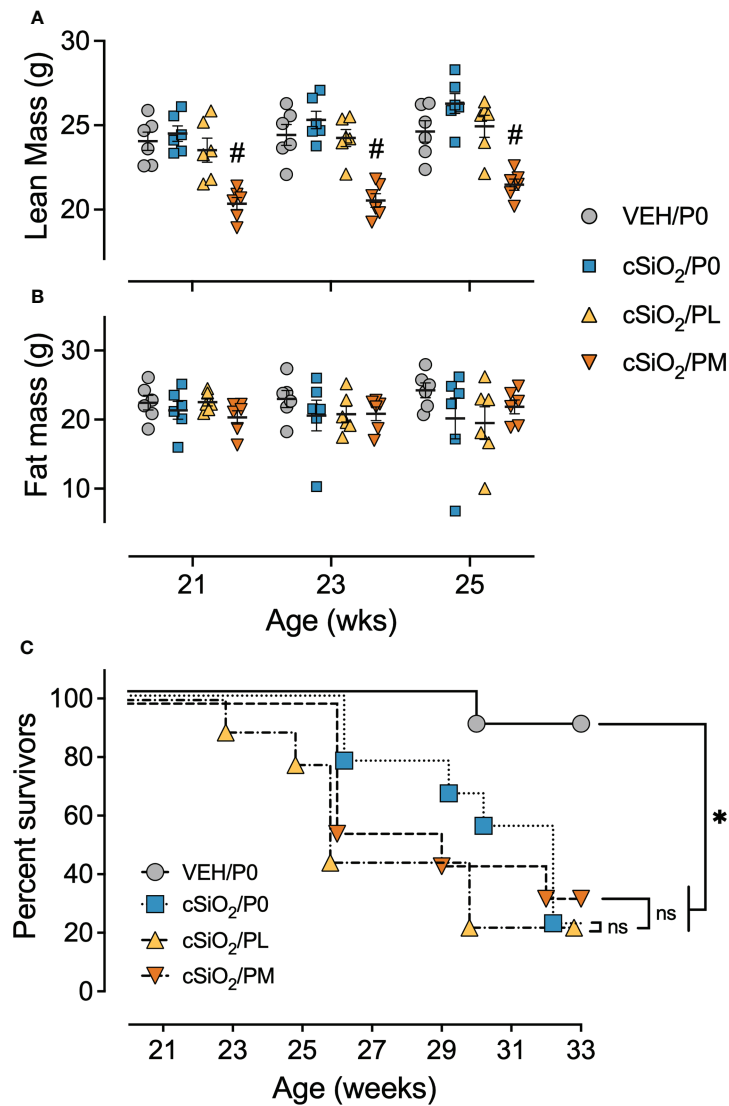 A
Lean Mass (g)
30
25
20
#
#
#
VEH/P0
cSiO2/P0
cSiO2/PL
cSiO2/PM
B
Fat mass (g)
30
20
10
21
23
25
Age (wks)
C
Percent survivors
100
80
60
40
20
0
VEH/P0
cSiO2/P0
cSiO2/PL
cSiO2/PM
*
ns
ns
21
23
25
27
29
31
33
Age (weeks)